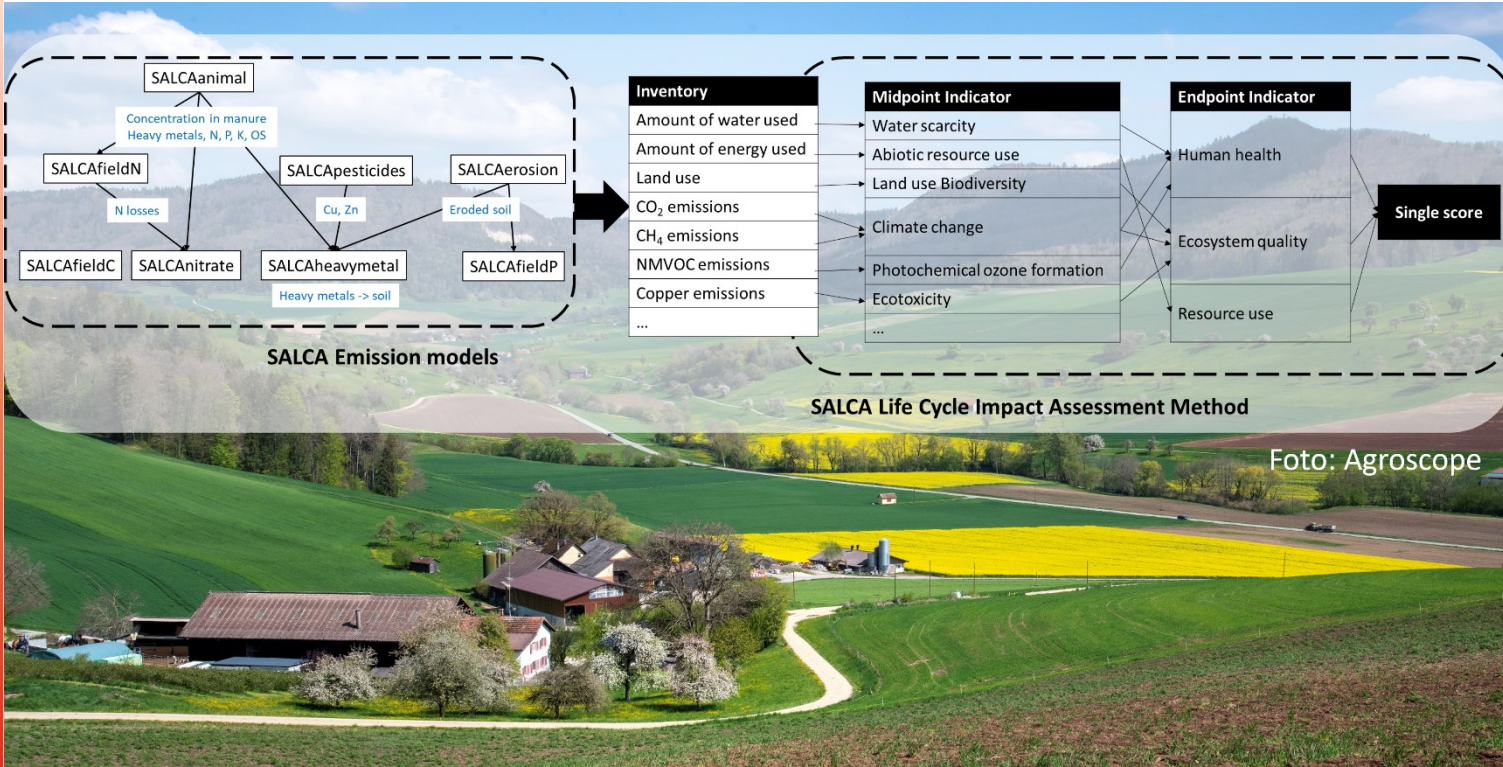 SALCAanimal
Concentration in manure
Heavy metals, N, P, K, OS
SALCAfieldN
SALCApesticides
SALCAerosion
N losses
Cu, Zn
Eroded soil
SALCAfieldC
SALCAnitrate
SALCAheavymetal
SALCAfieldP
Heavy metals -> soil
SALCA Emission models
Inventory
Amount of water used
Amount of energy used
Land use
CO₂ emissions
CH₄ emissions
NMVOC emissions
Copper emissions
...
Midpoint Indicator
Water scarcity
Abiotic resource use
Land use Biodiversity
Climate change
Photochemical ozone formation
Ecotoxicity
...
Endpoint Indicator
Human health
Ecosystem quality
Resource use
Single score
SALCA Life Cycle Impact Assessment Method
Foto: Agroscope